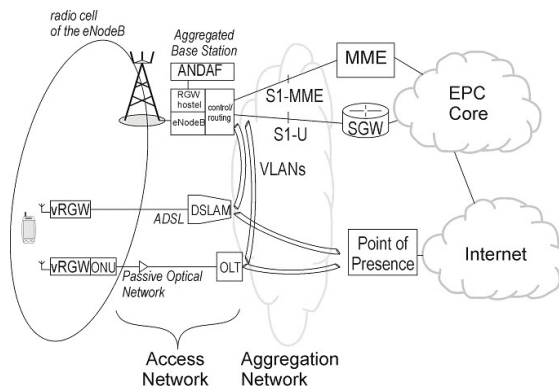 radio cell
of the eNodeB
Aggregated
Base Station
ANDAF
RGW
hostel
eNodeB
control/
routing
MME
S1-MME
S1-U
SGW
EPC
Core
VLANs
vRGW
ADSL
DSLAM
vRGW
ONU
Passive Optical
Network
OLT
Point of
Presence
Internet
Access
Network
Aggregation
Network